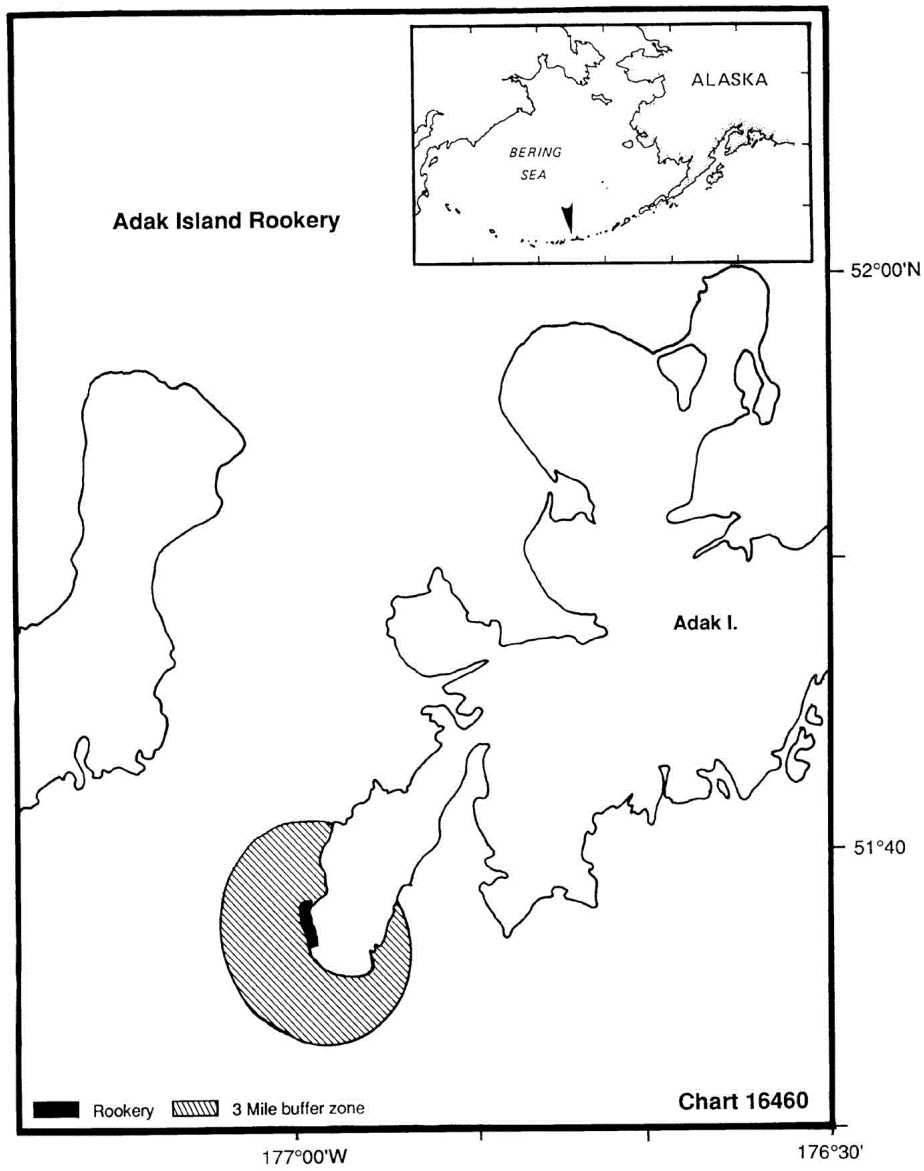 ALASKA
BERING
SEA
Adak Island Rookery
52°00'N
Adak I.
51°40
Rookery 3 Mile buffer zone
Chart 16460
177°00'W
176°30'